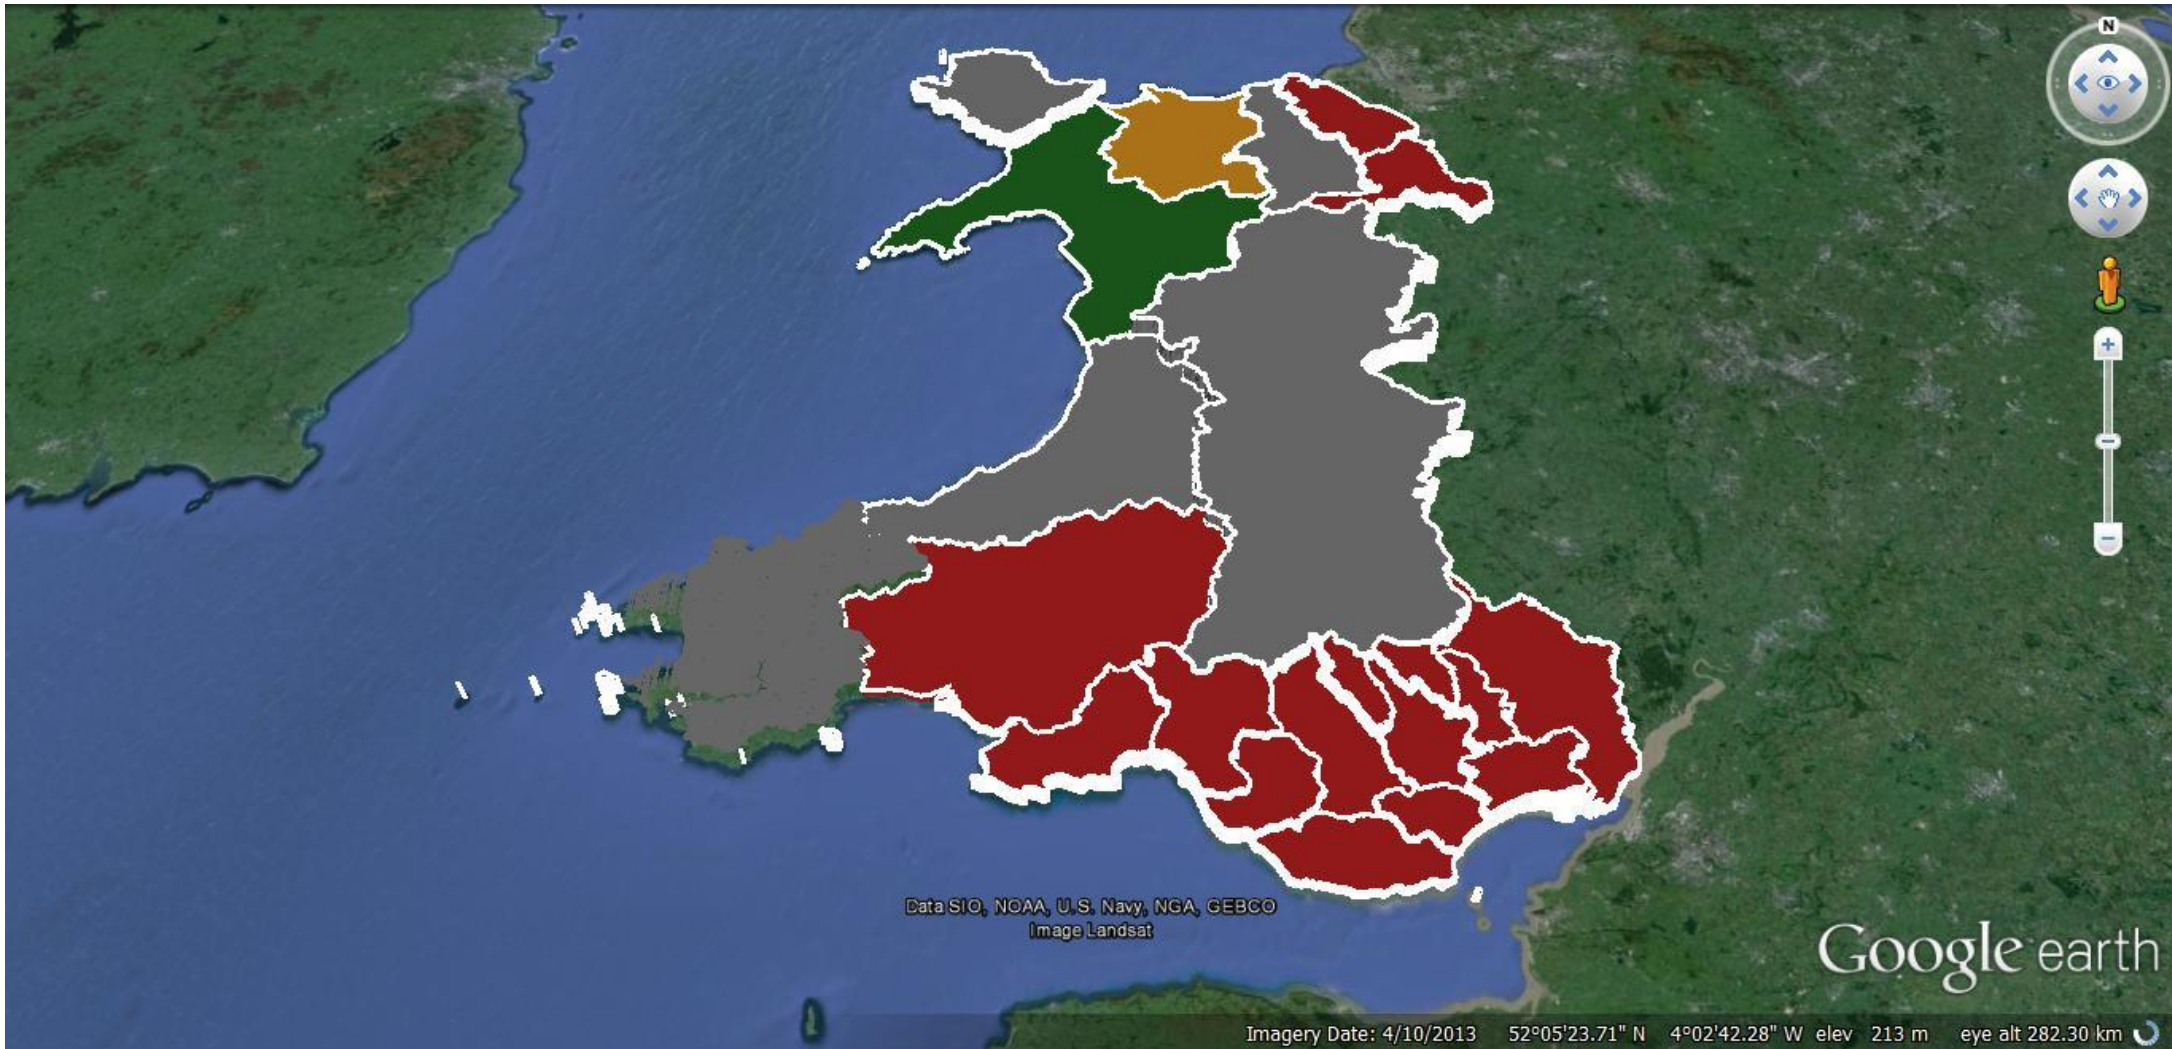 N
Data SIO, NOAA, U.S. Navy, NGA, GEBCO
Image Landsat
Google earth
Imagery Date: 4/10/2013 52°05'23.71" N 4°02'42.28" W elev 213 m eye alt 282.30 km